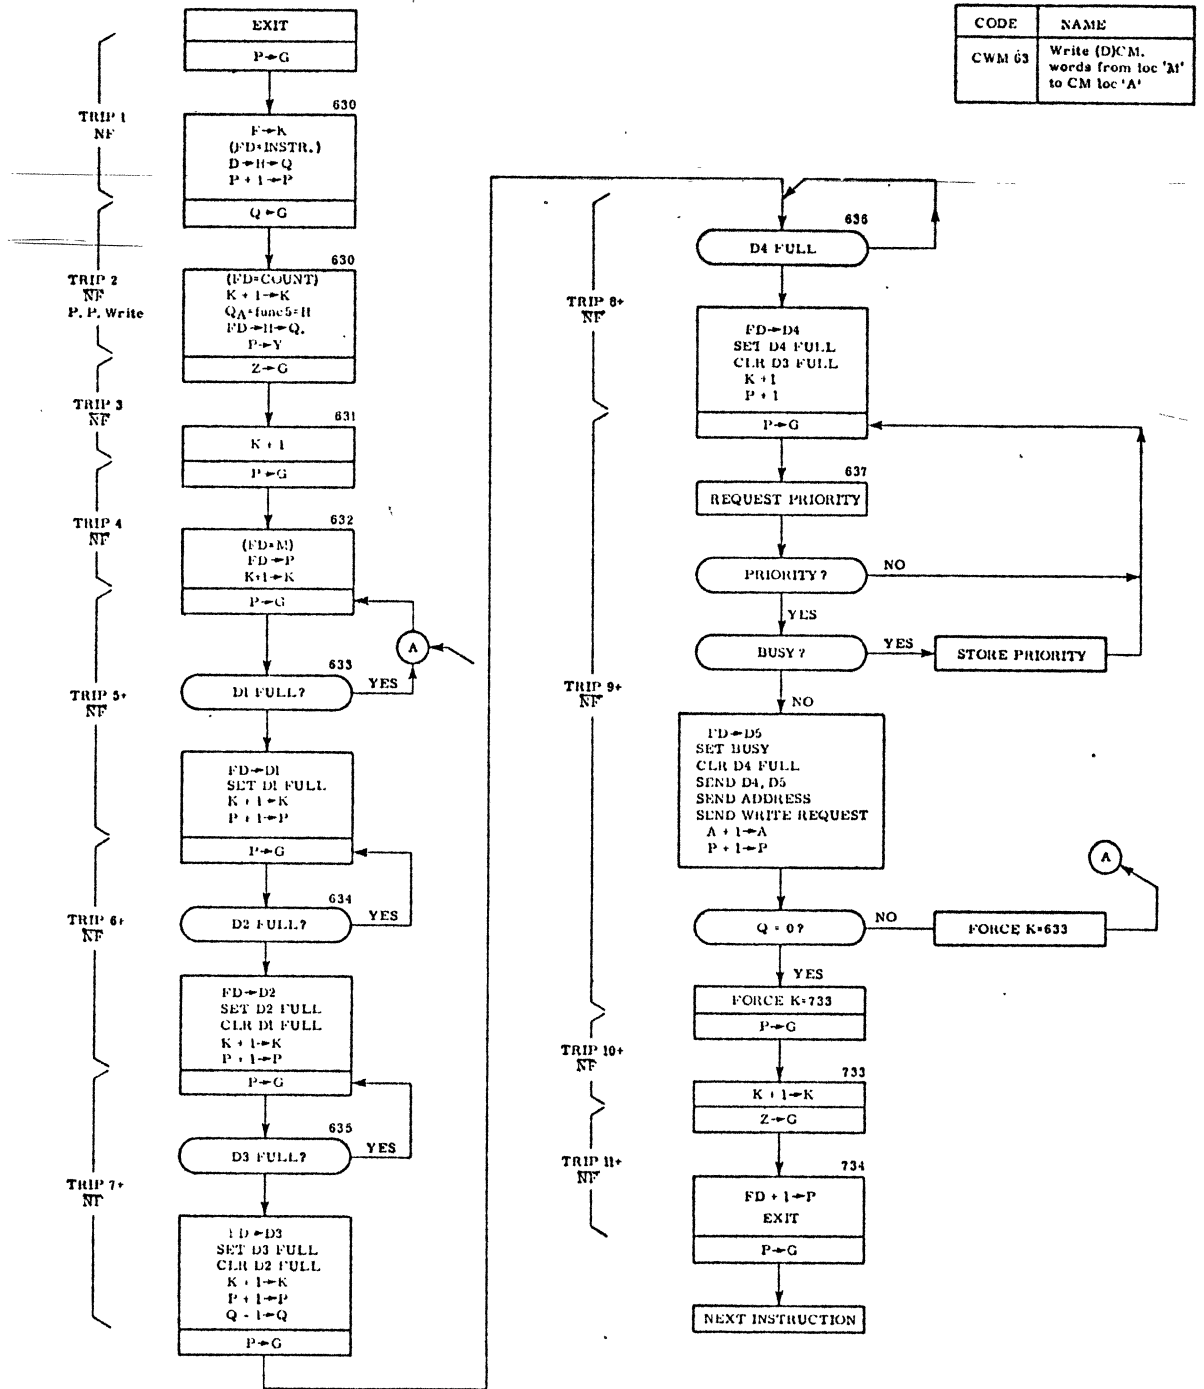 CODE NAME
CWM 63 Write (D)CM.
words from loc 'M'
to CM loc 'A'
EXIT
P→G
TRIP 1
NF
630
F→K
(FD=INSTR.)
D→H→Q
P + 1→P
Q→G
TRIP 2
NF
P. P. Write
630
(FD=COUNT)
K + 1→K
QA=func5=H
FD→H→Q.
P→Y
Z→G
TRIP 3
NF
631
K + 1
P→G
TRIP 4
NF
632
(FD=M)
FD→P
K+1→K
P→G
A
TRIP 5+
NF
633
D1 FULL?
YES
FD→D1
SET D1 FULL
K + 1→K
P + 1→P
P→G
TRIP 6+
NF
634
D2 FULL?
YES
FD→D2
SET D2 FULL
CLR D1 FULL
K + 1→K
P + 1→P
P→G
TRIP 7+
NF
635
D3 FULL?
YES
FD→D3
SET D3 FULL
CLR D2 FULL
K + 1→K
P + 1→P
Q - 1→Q
P→G
TRIP 8+
NF
636
D4 FULL
FD→D4
SET D4 FULL
CLR D3 FULL
K + 1
P + 1
P→G
TRIP 9+
NF
637
REQUEST PRIORITY
PRIORITY?
NO
YES
BUSY?
YES
STORE PRIORITY
NO
FD→D5
SET BUSY
CLR D4 FULL
SEND D4, D5
SEND ADDRESS
SEND WRITE REQUEST
A + 1→A
P + 1→P
A
Q = 0?
NO
FORCE K=633
YES
FORCE K=733
P→G
TRIP 10+
NF
733
K + 1→K
Z→G
TRIP 11+
NF
734
FD + 1→P
EXIT
P→G
NEXT INSTRUCTION